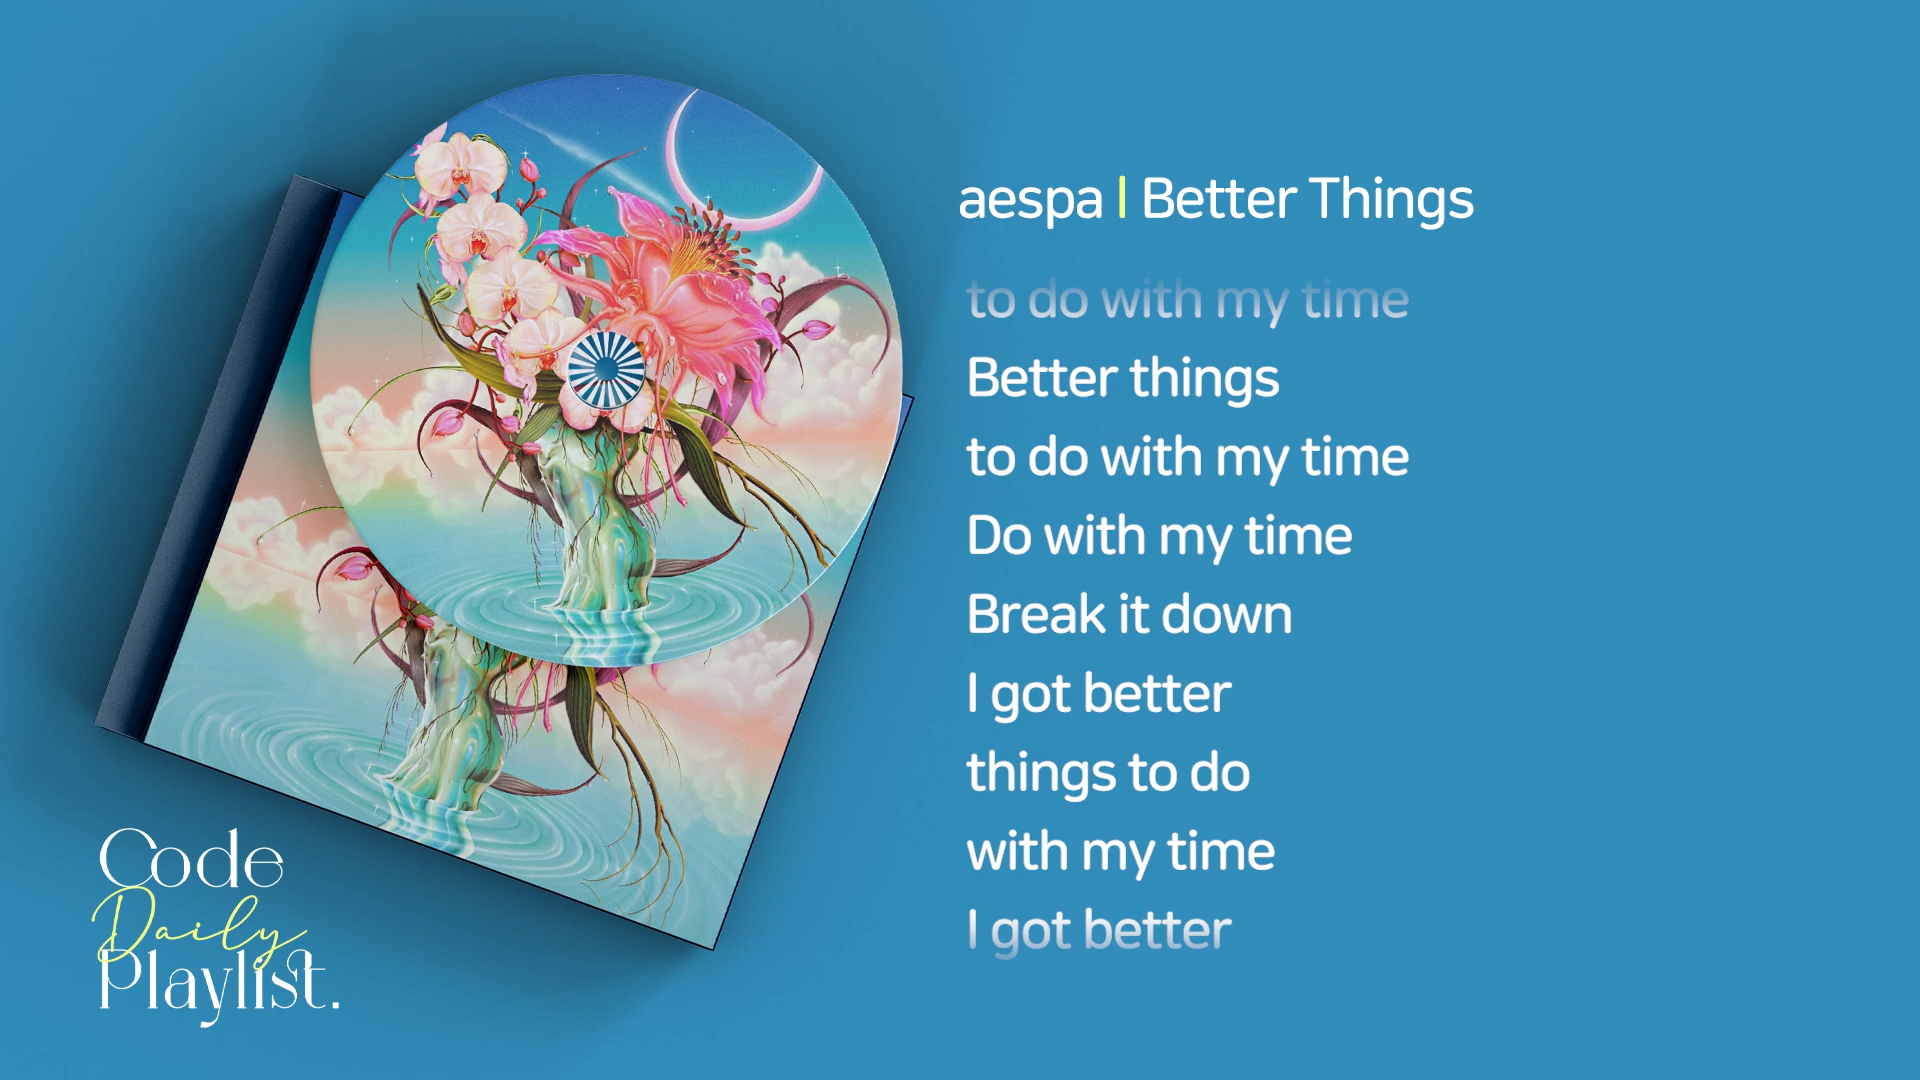 aespa | Better Things
to do with my time
Better things
to do with my time
Do with my time
Break it down
I got better
things to do
with my time
I got better
Code
Daily
Playlist.